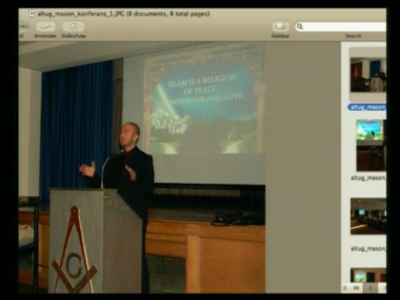 altug_mason_konferans_1.JPG (8 documents, 8 total pages)
Annotate
Slideshow
Sidebar
Search
ISLAM IS A RELIGION
OF PEACE,
COMPASSION AND LOVE
altug_mason
altug_mason
altug_mason
G